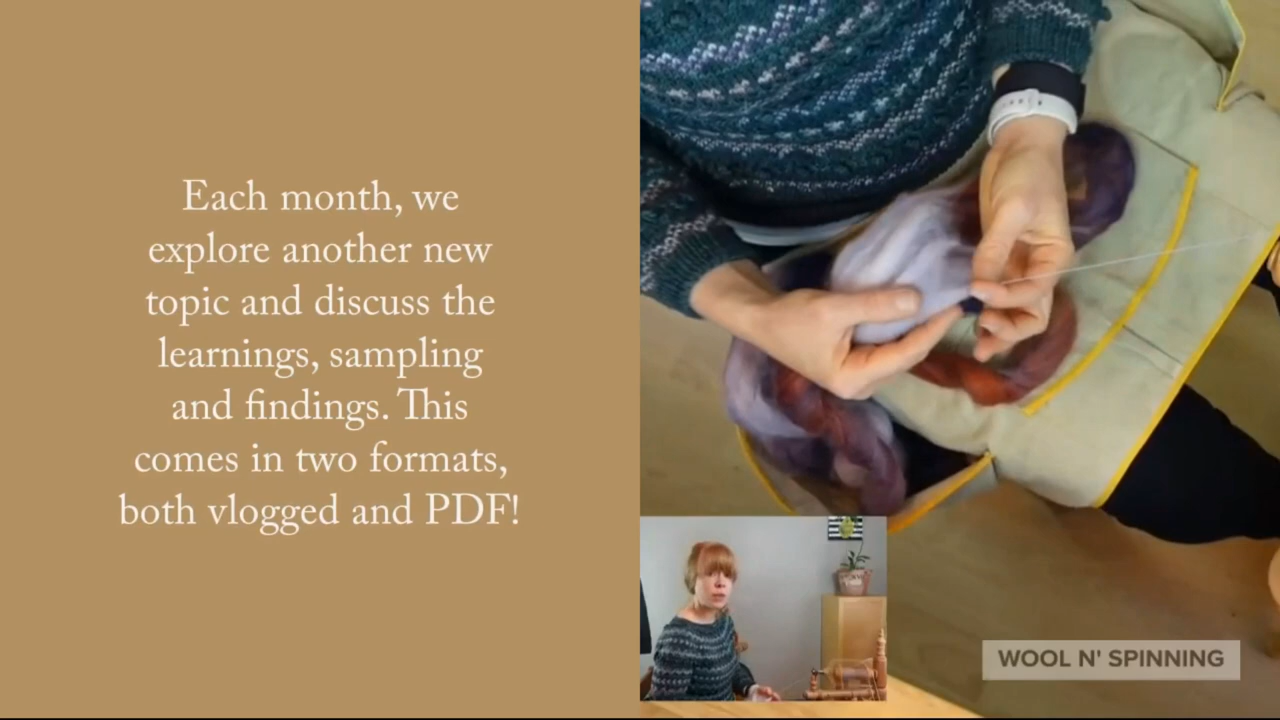 Each month, we
explore another new
topic and discuss the
learnings, sampling
and findings. This
comes in two formats,
both vlogged and PDF!
WOOL N' SPINNING